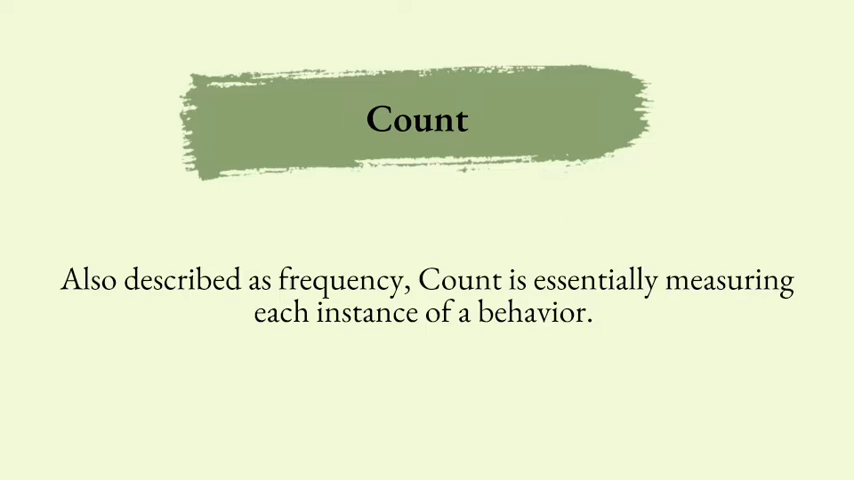 Count
Also described as frequency, Count is essentially measuring
each instance of a behavior.